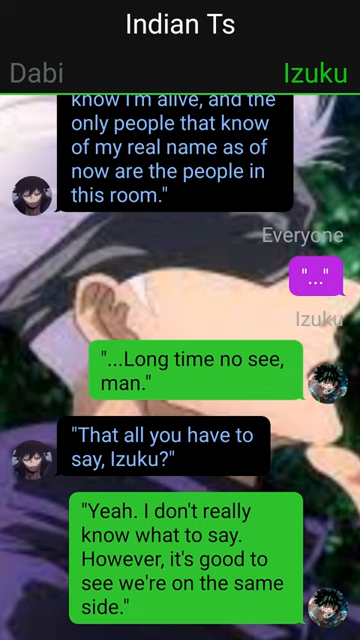 Indian Ts
Dabi
Izuku
know I'm alive, and the
only people that know
of my real name as of
now are the people in
this room."
Everyone
"..."
Izuku
"...Long time no see,
man."
"That all you have to
say, Izuku?"
"Yeah. I don't really
know what to say.
However, it's good to
see we're on the same
side."